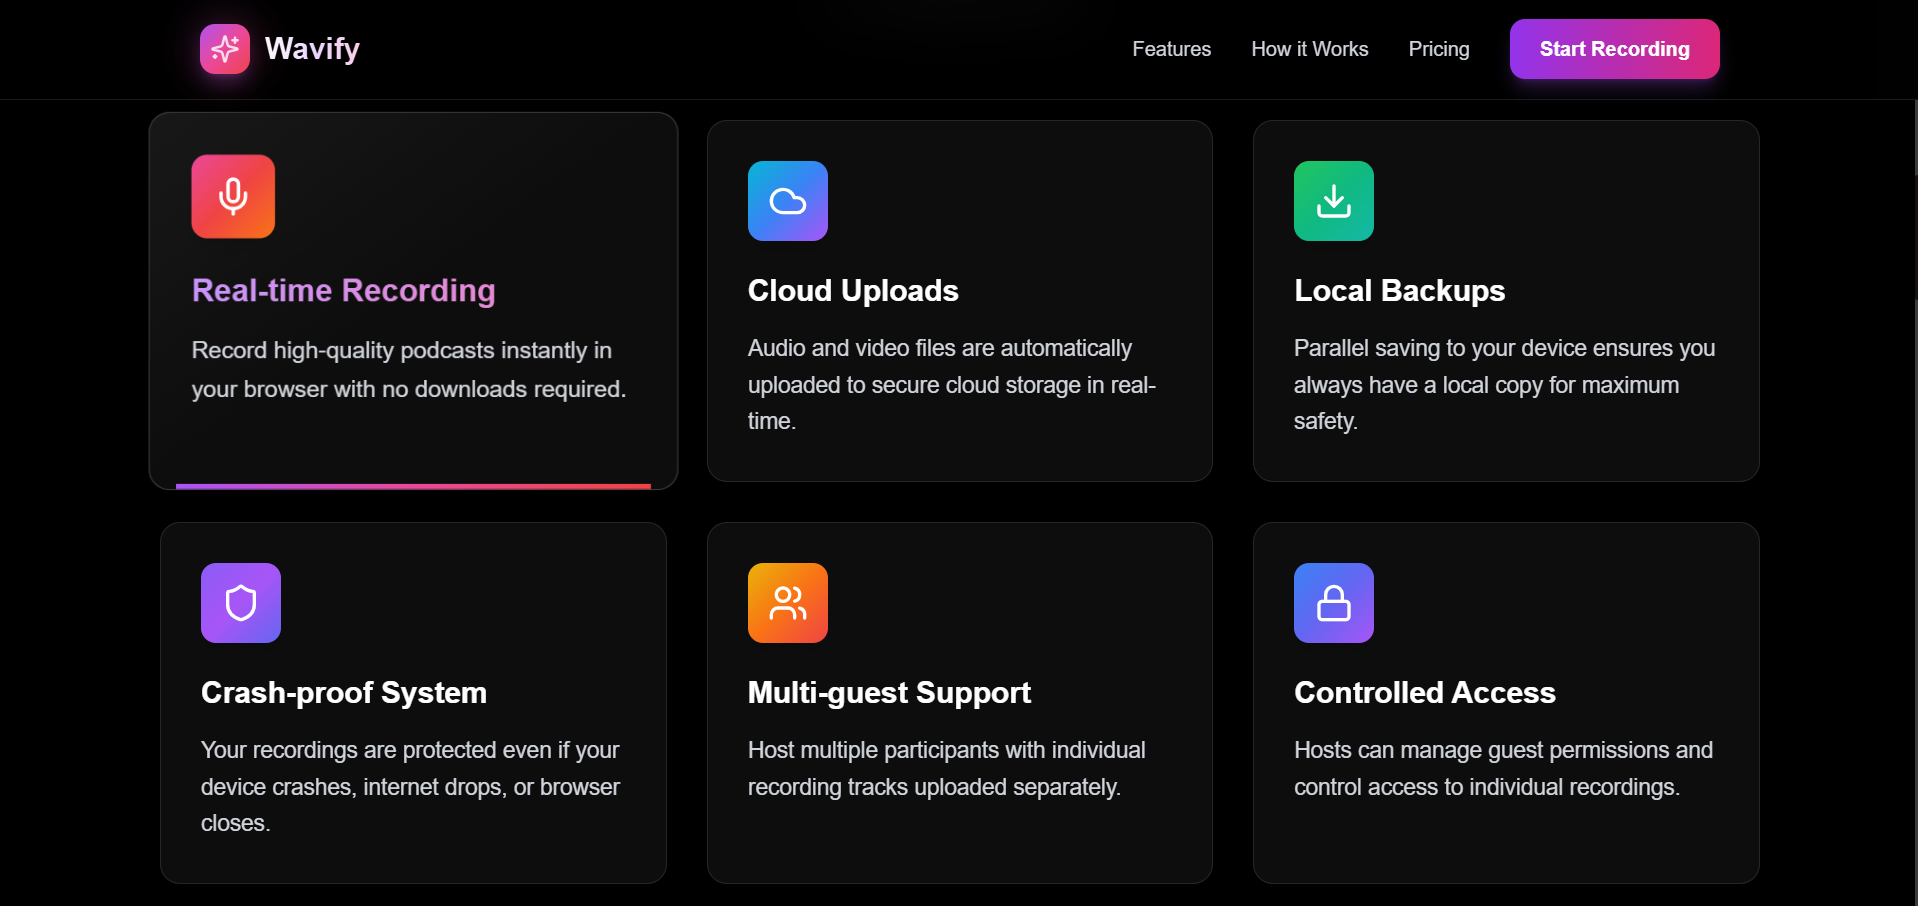 Wavify
Features
How it Works
Pricing
Start Recording
Real-time Recording
Record high-quality podcasts instantly in
your browser with no downloads required.
Cloud Uploads
Audio and video files are automatically
uploaded to secure cloud storage in real-
time.
Local Backups
Parallel saving to your device ensures you
always have a local copy for maximum
safety.
Crash-proof System
Your recordings are protected even if your
device crashes, internet drops, or browser
closes.
Multi-guest Support
Host multiple participants with individual
recording tracks uploaded separately.
Controlled Access
Hosts can manage guest permissions and
control access to individual recordings.